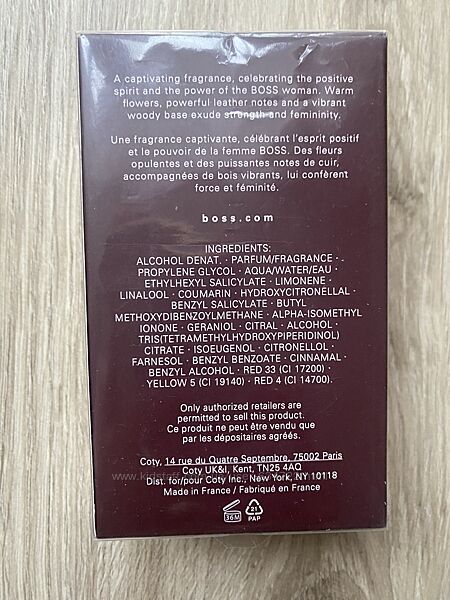 A captivating fragrance, celebrating the positive
spirit and the power of the BOSS woman. Warm
flowers, powerful leather notes and a vibrant
woody base exude strength and femininity.
Une fragrance captivante, célébrant l'esprit positif
et le pouvoir de la femme BOSS. Des fleurs
opulentes et des puissantes notes de cuir,
accompagnées de bois vibrants, lui confèrent
force et féminité.
boss.com
INGREDIENTS:
ALCOHOL DENAT. · PARFUM/FRAGRANCE ·
PROPYLENE GLYCOL · AQUA/WATER/EAU ·
ETHYLHEXYL SALICYLATE · LIMONENE ·
LINALOOL · COUMARIN · HYDROXYCITRONELLAL ·
BENZYL SALICYLATE · BUTYL
METHOXYDIBENZOYLMETHANE · ALPHA-ISOMETHYL
IONONE · GERANIOL · CITRAL · ALCOHOL ·
TRIS(TETRAMETHYLHYDROXYPIPERIDINOL)
CITRATE · ISOEUGENOL · CITRONELLOL ·
FARNESOL · BENZYL BENZOATE · CINNAMAL ·
BENZYL ALCOHOL · RED 33 (CI 17200) ·
YELLOW 5 (CI 19140) · RED 4 (CI 14700).
Only authorized retailers are
permitted to sell this product.
Ce produit ne peut être vendu que
par les dépositaires agréés.
Coty, 14 rue du Quatre Septembre, 75002 Paris
Coty UK&I, Kent, TN25 4AQ
Dist. for/pour Coty Inc., New York, NY 10118
Made in France / Fabriqué en France
36 M
21
PAP